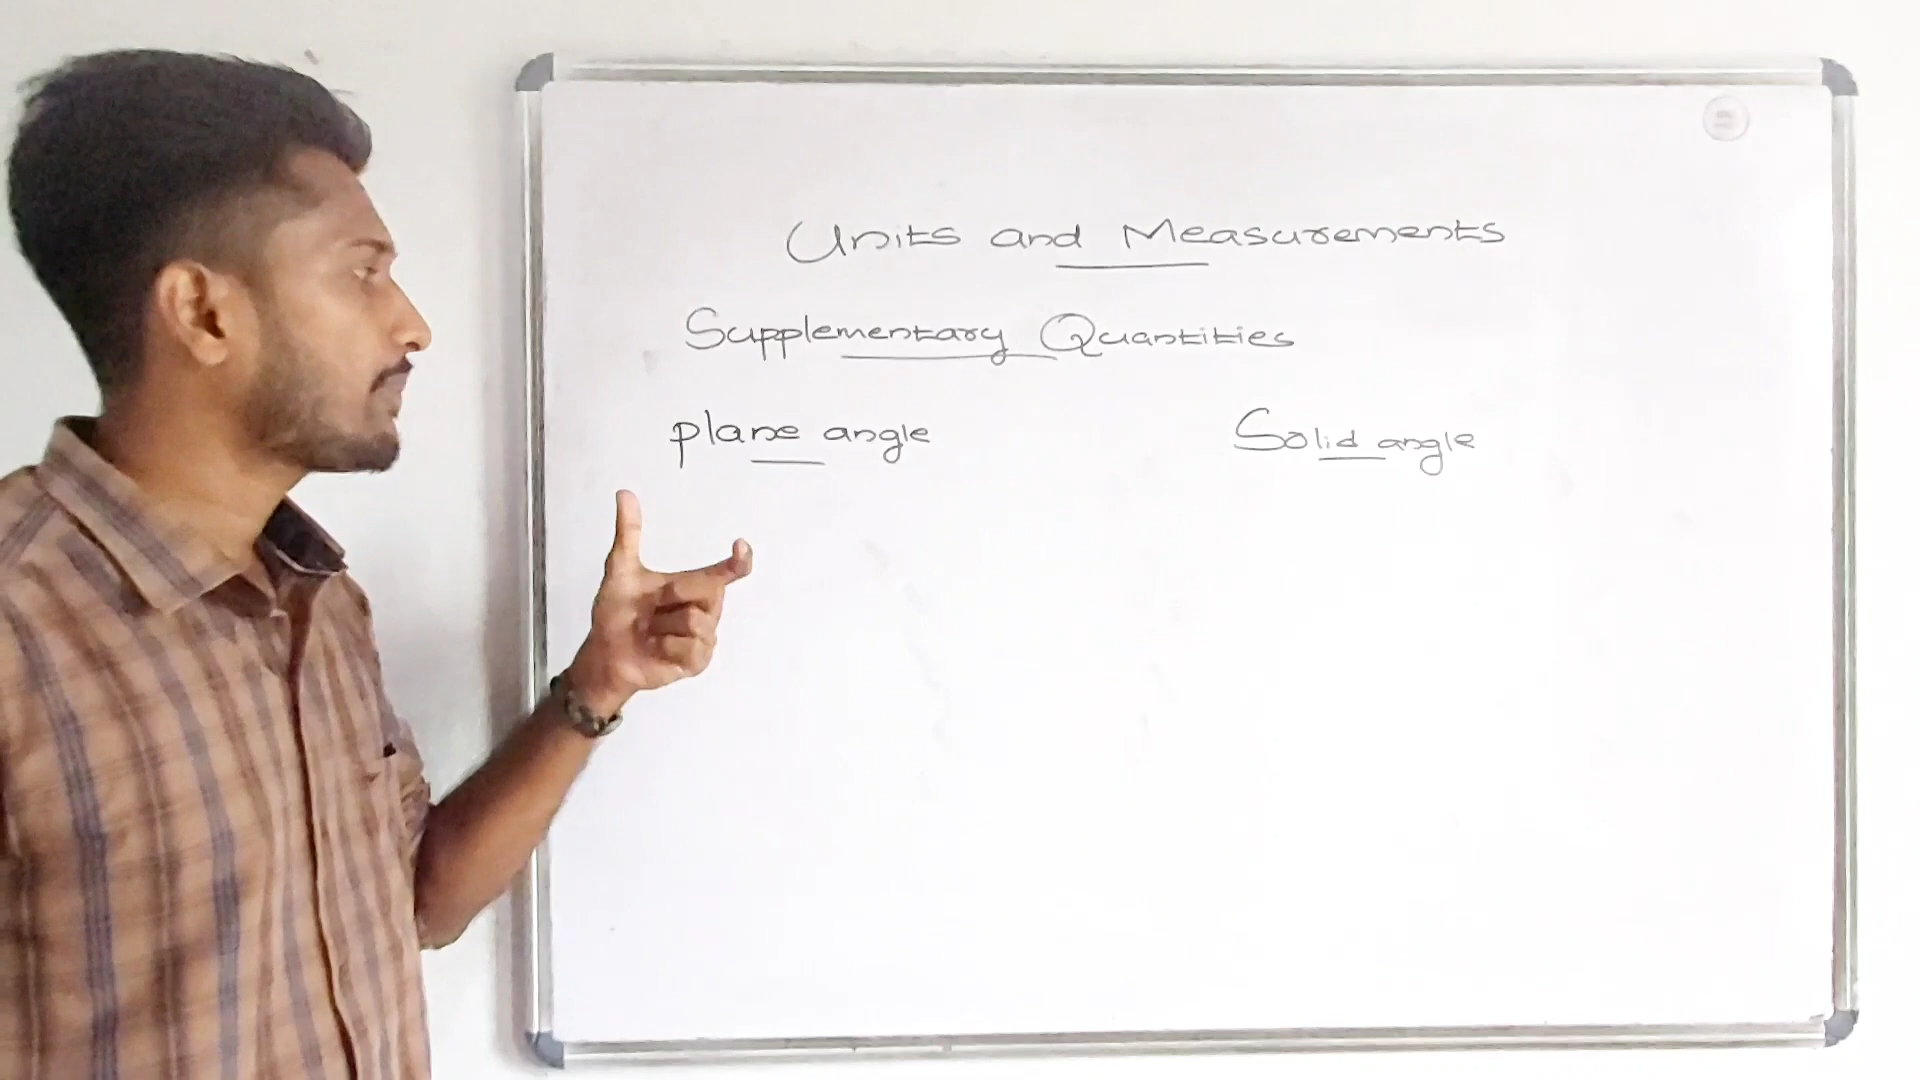 Units and Measurements
Supplementary Quantities
plane angle
Solid angle